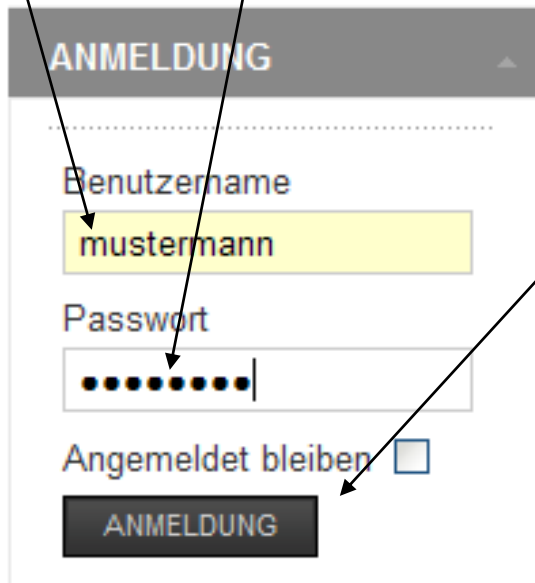 ANMELDUNG
Benutzername
mustermann
Passwort
••••••••
Angemeldet bleiben
ANMELDUNG